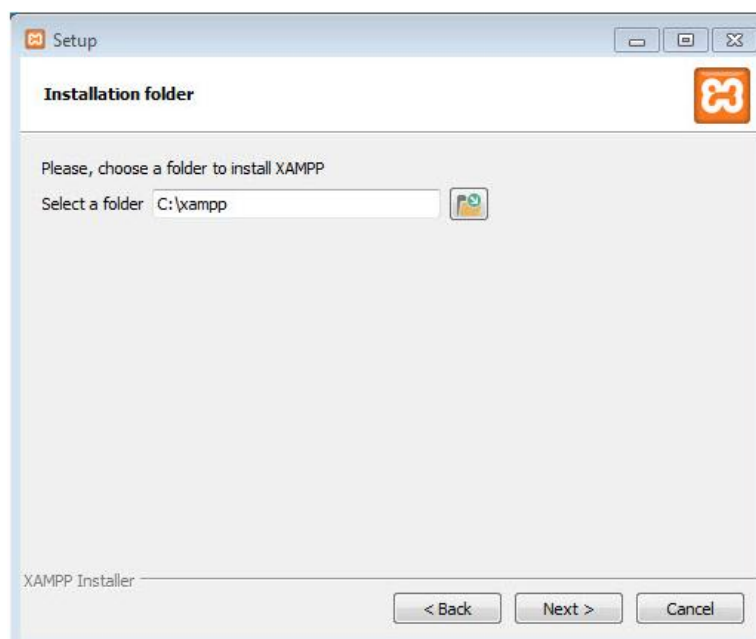 Setup
Installation folder
Please, choose a folder to install XAMPP
Select a folder C:\xampp
XAMPP Installer
< Back Next > Cancel